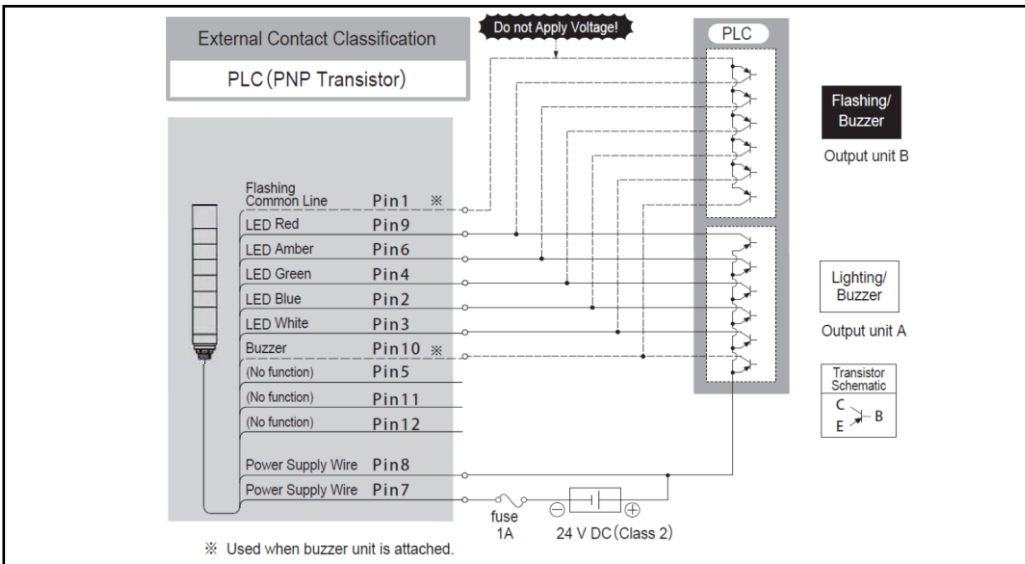 Do not Apply Voltage!
External Contact Classification
PLC (PNP Transistor)
PLC
Flashing/
Buzzer
Output unit B
Flashing
Common Line Pin1 ※
LED Red Pin9
LED Amber Pin6
LED Green Pin4
LED Blue Pin2
LED White Pin3
Buzzer Pin10 ※
(No function) Pin5
(No function) Pin11
(No function) Pin12
Power Supply Wire Pin8
Power Supply Wire Pin7
Lighting/
Buzzer
Output unit A
Transistor
Schematic
C
B
E
fuse
1A
⊖ ⊕
24 V DC (Class 2)
※ Used when buzzer unit is attached.